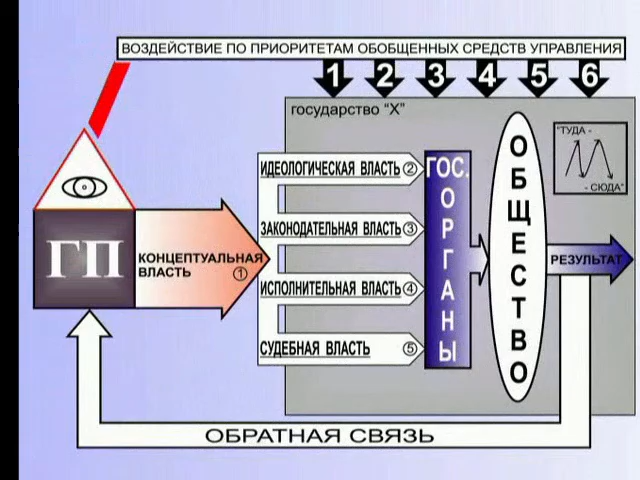 ВОЗДЕЙСТВИЕ ПО ПРИОРИТЕТАМ ОБОБЩЕННЫХ СРЕДСТВ УПРАВЛЕНИЯ
1 2 3 4 5 6
государство "Х"
"ТУДА -
- СЮДА"
ГП
КОНЦЕПТУАЛЬНАЯ
ВЛАСТЬ 1
ИДЕОЛОГИЧЕСКАЯ ВЛАСТЬ 2
ЗАКОНОДАТЕЛЬНАЯ ВЛАСТЬ 3
ИСПОЛНИТЕЛЬНАЯ ВЛАСТЬ 4
СУДЕБНАЯ ВЛАСТЬ 5
ГОС.
ОРГАНЫ
ОБЩЕСТВО
РЕЗУЛЬТАТ
ОБРАТНАЯ СВЯЗЬ